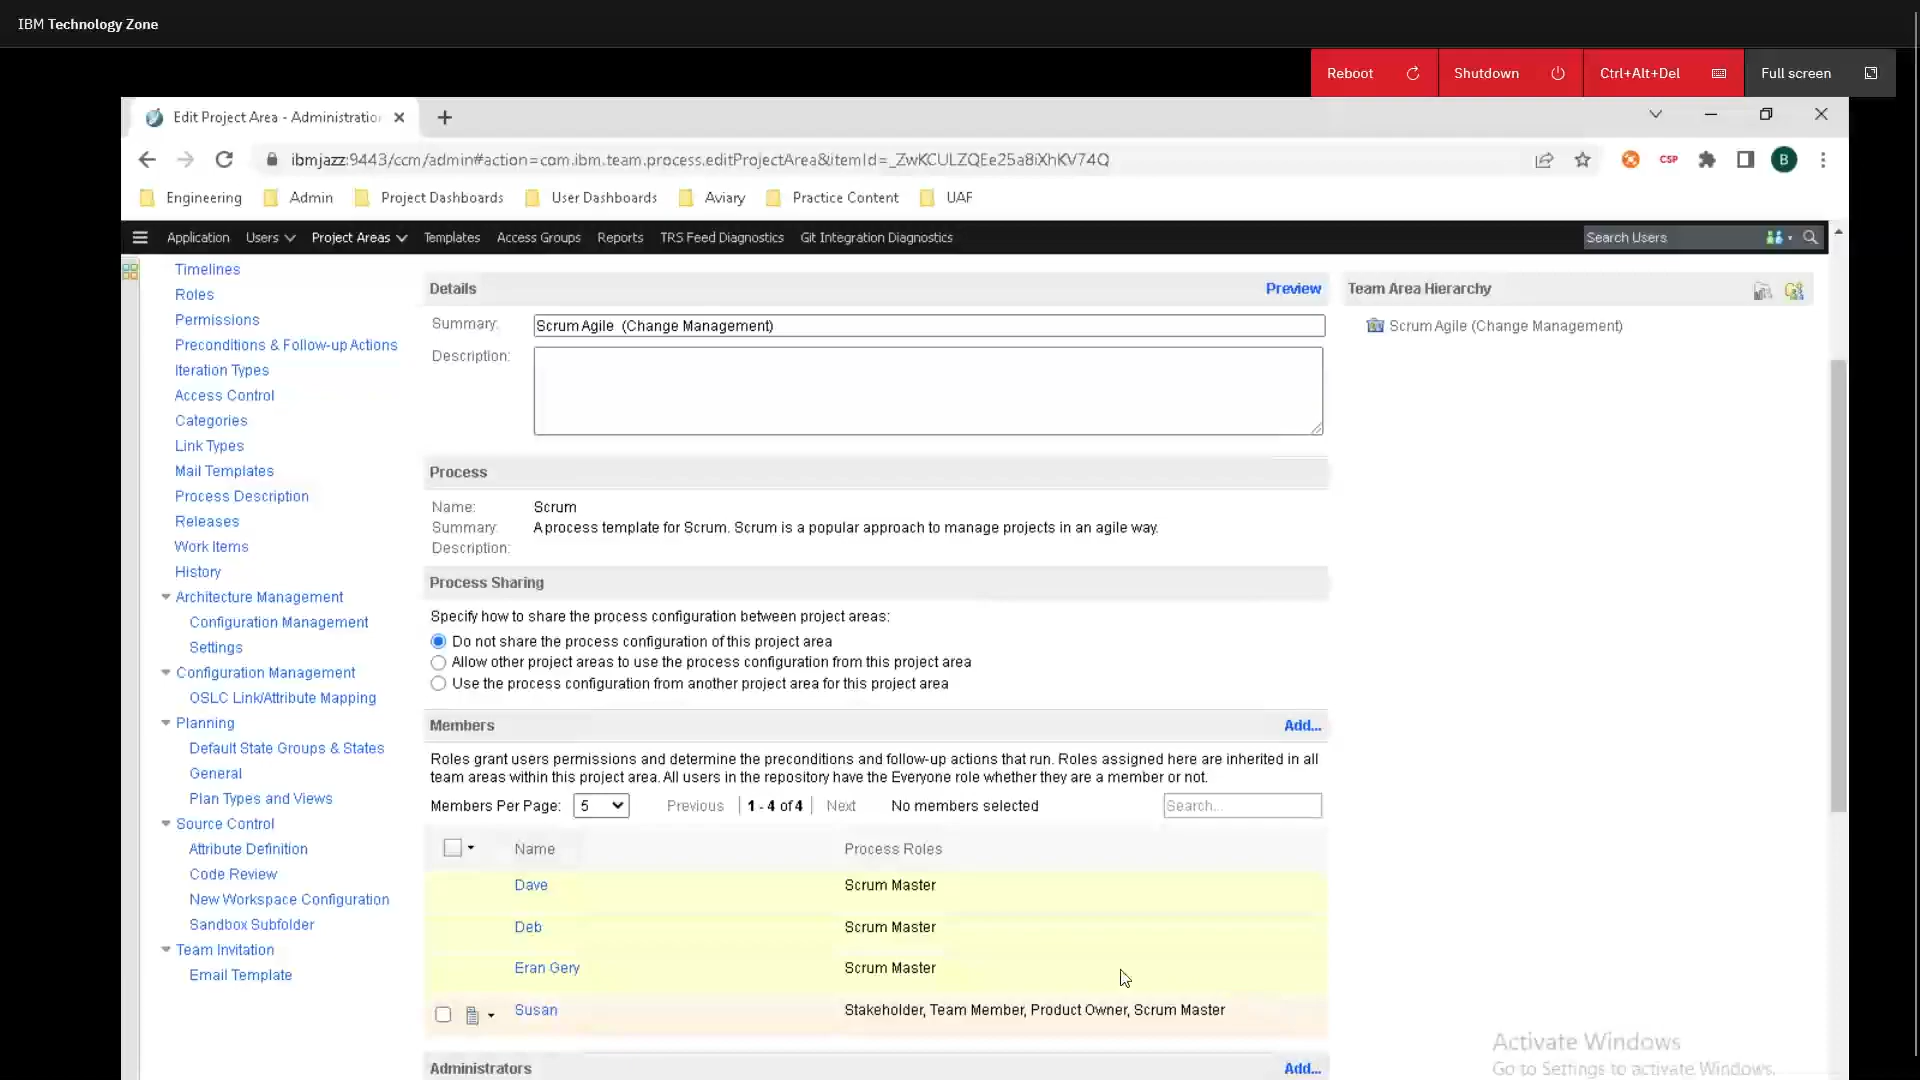 IBM Technology Zone
Reboot Shutdown Ctrl+Alt+Del Full screen
Edit Project Area - Administration
ibmjazz:9443/ccm/admin#action=com.ibm.team.process.editProjectArea&itemId=_ZwKCULZQEe25a8iXhKV74Q
CSP
B
Engineering Admin Project Dashboards User Dashboards Aviary Practice Content UAF
Application Users Project Areas Templates Access Groups Reports TRS Feed Diagnostics Git Integration Diagnostics Search Users
Timelines
Roles
Permissions
Preconditions & Follow-up Actions
Iteration Types
Access Control
Categories
Link Types
Mail Templates
Process Description
Releases
Work Items
History
Architecture Management
Configuration Management
Settings
Configuration Management
OSLC Link/Attribute Mapping
Planning
Default State Groups & States
General
Plan Types and Views
Source Control
Attribute Definition
Code Review
New Workspace Configuration
Sandbox Subfolder
Team Invitation
Email Template
Details Preview
Summary: Scrum Agile (Change Management)
Description:
Process
Name: Scrum
Summary: A process template for Scrum. Scrum is a popular approach to manage projects in an agile way.
Description:
Process Sharing
Specify how to share the process configuration between project areas:
Do not share the process configuration of this project area
Allow other project areas to use the process configuration from this project area
Use the process configuration from another project area for this project area
Members Add...
Roles grant users permissions and determine the preconditions and follow-up actions that run. Roles assigned here are inherited in all
team areas within this project area. All users in the repository have the Everyone role whether they are a member or not.
Members Per Page: 5 Previous 1 - 4 of 4 Next No members selected Search...
Name Process Roles
Dave Scrum Master
Deb Scrum Master
Eran Gery Scrum Master
Susan Stakeholder, Team Member, Product Owner, Scrum Master
Administrators Add...
Team Area Hierarchy
Scrum Agile (Change Management)
Activate Windows
Go to Settings to activate Windows.